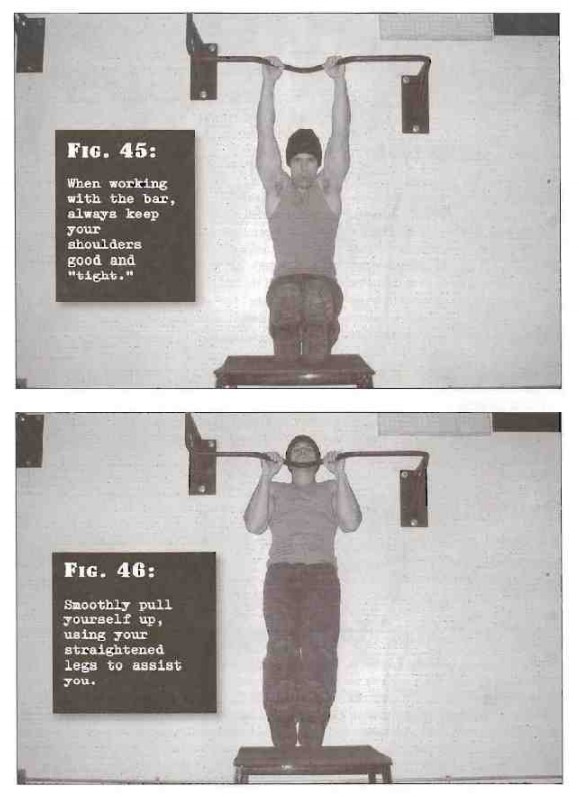 FIG. 45:
When working
with the bar,
always keep
your
shoulders
good and
"tight."
FIG. 46:
Smoothly pull
yourself up,
using your
straightened
legs to assist
you.